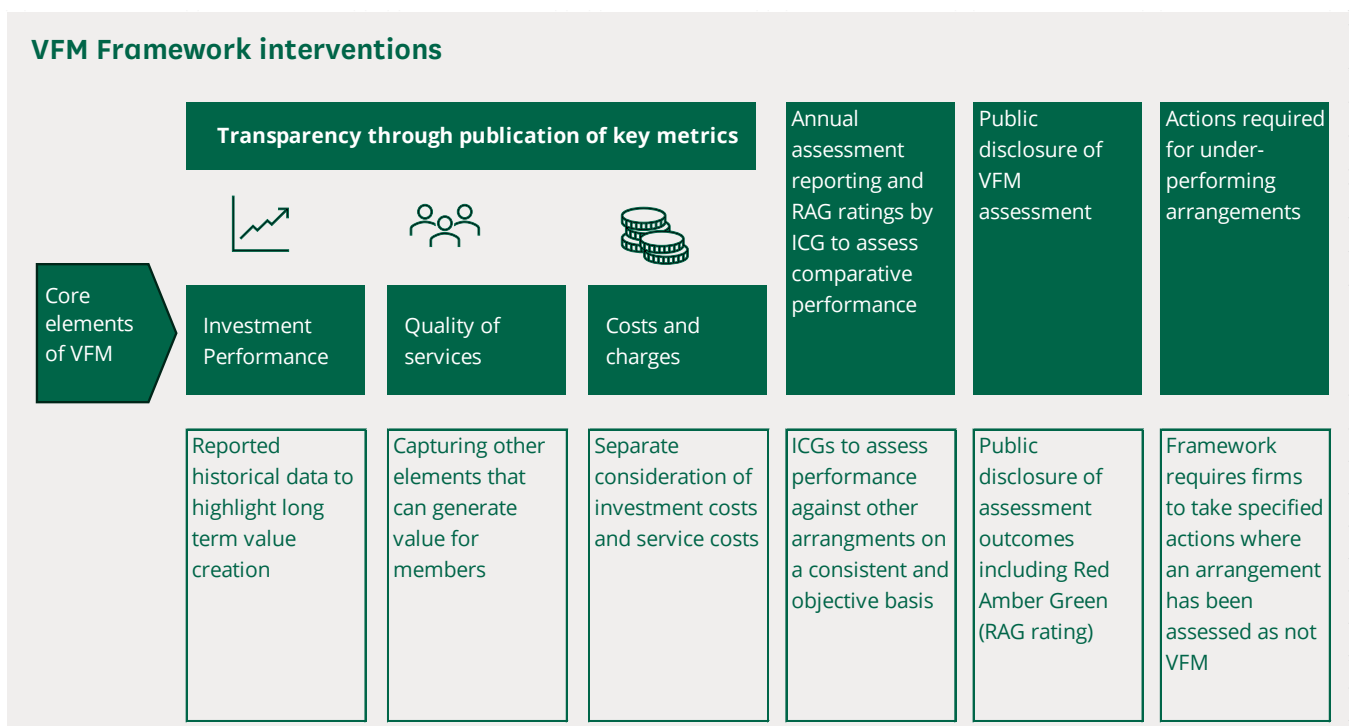 VFM Framework interventions
Transparency through publication of key metrics
Core
elements
of VFM
Investment
Performance
Quality of
services
Costs and
charges
Annual
assessment
reporting and
RAG ratings by
ICG to assess
comparative
performance
Public
disclosure of
VFM
assessment
Actions required
for under-
performing
arrangements
Reported
historical data to
highlight long
term value
creation
Capturing other
elements that
can generate
value for
members
Separate
consideration of
investment costs
and service costs
ICGs to assess
performance
against other
arrangments on
a consistent and
objective basis
Public
disclosure of
assessment
outcomes
including Red
Amber Green
(RAG rating)
Framework
requires firms
to take specified
actions where
an arrangement
has been
assessed as not
VFM